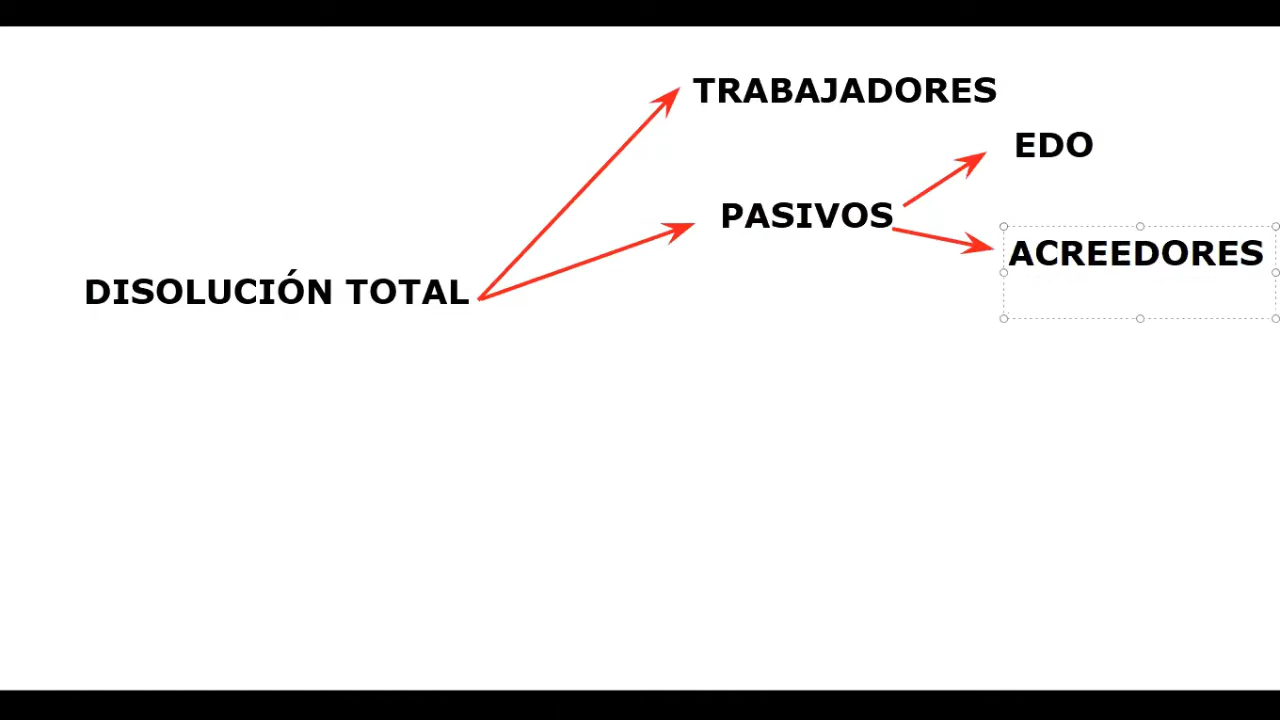 TRABAJADORES
EDO
PASIVOS
ACREEDORES
DISOLUCIÓN TOTAL